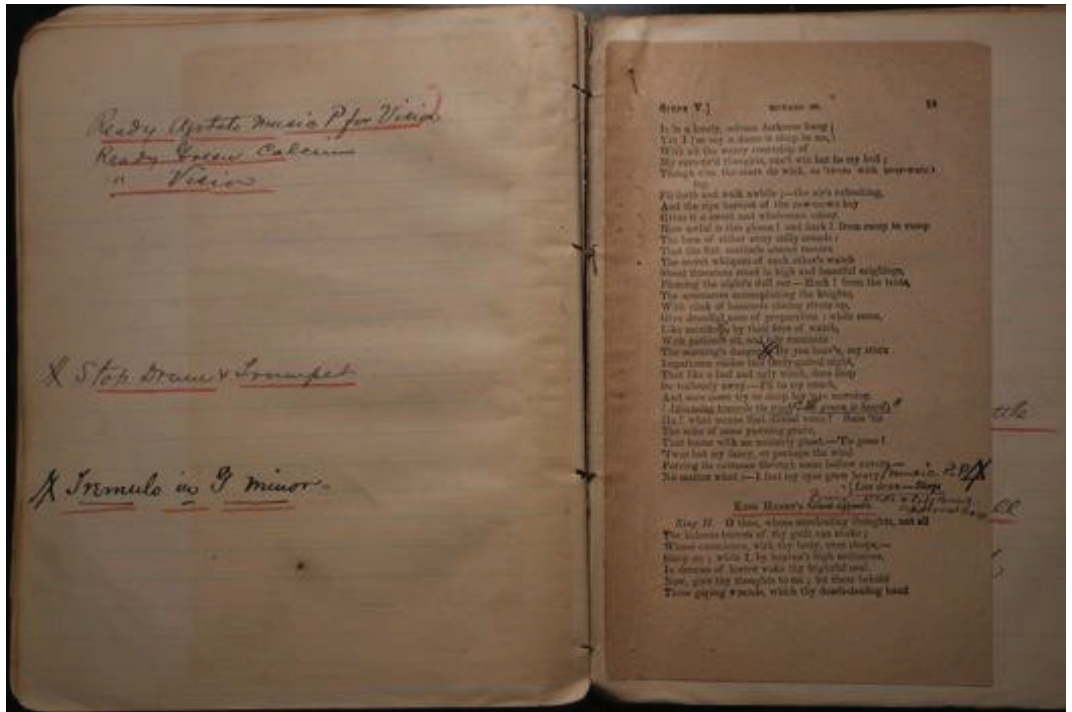 Ready Agitato Music P for Vision
Ready Green Calcium
" Vision
X Stop Drum & Trumpet
X Tremulo in G minor
SCENE V.] RICHARD III.
Is in a lonely, solemn darkness hung;
Yet I (so coy a dame is sleep to me,)
With all the weary courtship of
My care-tir'd thoughts, can't win her to my bed;
Though e'en the stars do wink, as 'twere with over-watch-
ing.
I'll forth and walk awhile;—the air's refreshing,
And the ripe harvest of the new-mown hay
Gives it a sweet and wholesome odour.
How awful is this gloom! and hark! from camp to camp
The hum of either army stilly sounds;
That the fixt sentinels almost receive
The secret whispers of each other's watch
Steed threatens steed in high and boastful neighings,
Piercing the night's dull ear—Hark! from the tents,
The armourers accomplishing the knights,
With clink of hammers closing rivets up,
Give dreadful note of preparation; while some,
Like sacrifices, by their fires of watch,
With patience sit, and ruminate
The morning's danger. By yon heav'n, my stern
Impatience chides this tardy-gaited night,
That like a foul and ugly witch, does limp
So tediously away.—I'll to my couch,
And once more try to sleep her into morning.
a groan is heard
Ha! what means that dismal voice? Sure 'tis
The echo of some yawning grave,
That teems with an untimely ghost.—'Tis gone!
'Twas but my fancy, or perhaps the wind
Forcing its entrance through some hollow cavern;—
No matter what:—I feel my eyes grow heavy. Music P.P. X
KING HENRY'S Ghost appears.
King H. O thou, whose unrelenting thoughts, not all
The hideous terrors of thy guilt can shake;
Whose conscience, with thy body, ever sleeps,—
Sleep on; while I, by heaven's high ordinance,
In dreams of horror wake thy frightful soul.
Now, give thy thoughts to me; let them behold
Those gaping wounds, which thy death-dealing hand